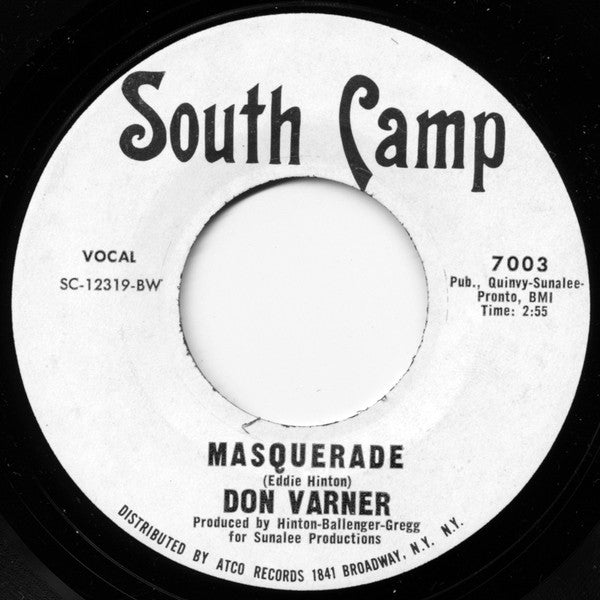 South Camp
VOCAL
SC-12319-BW
7003
Pub., Quinvy-Sunalee-
Pronto, BMI
Time: 2:55
MASQUERADE
(Eddie Hinton)
DON VARNER
Produced by Hinton-Ballenger-Gregg
for Sunalee Productions
DISTRIBUTED BY ATCO RECORDS 1841 BROADWAY, N.Y. N.Y.